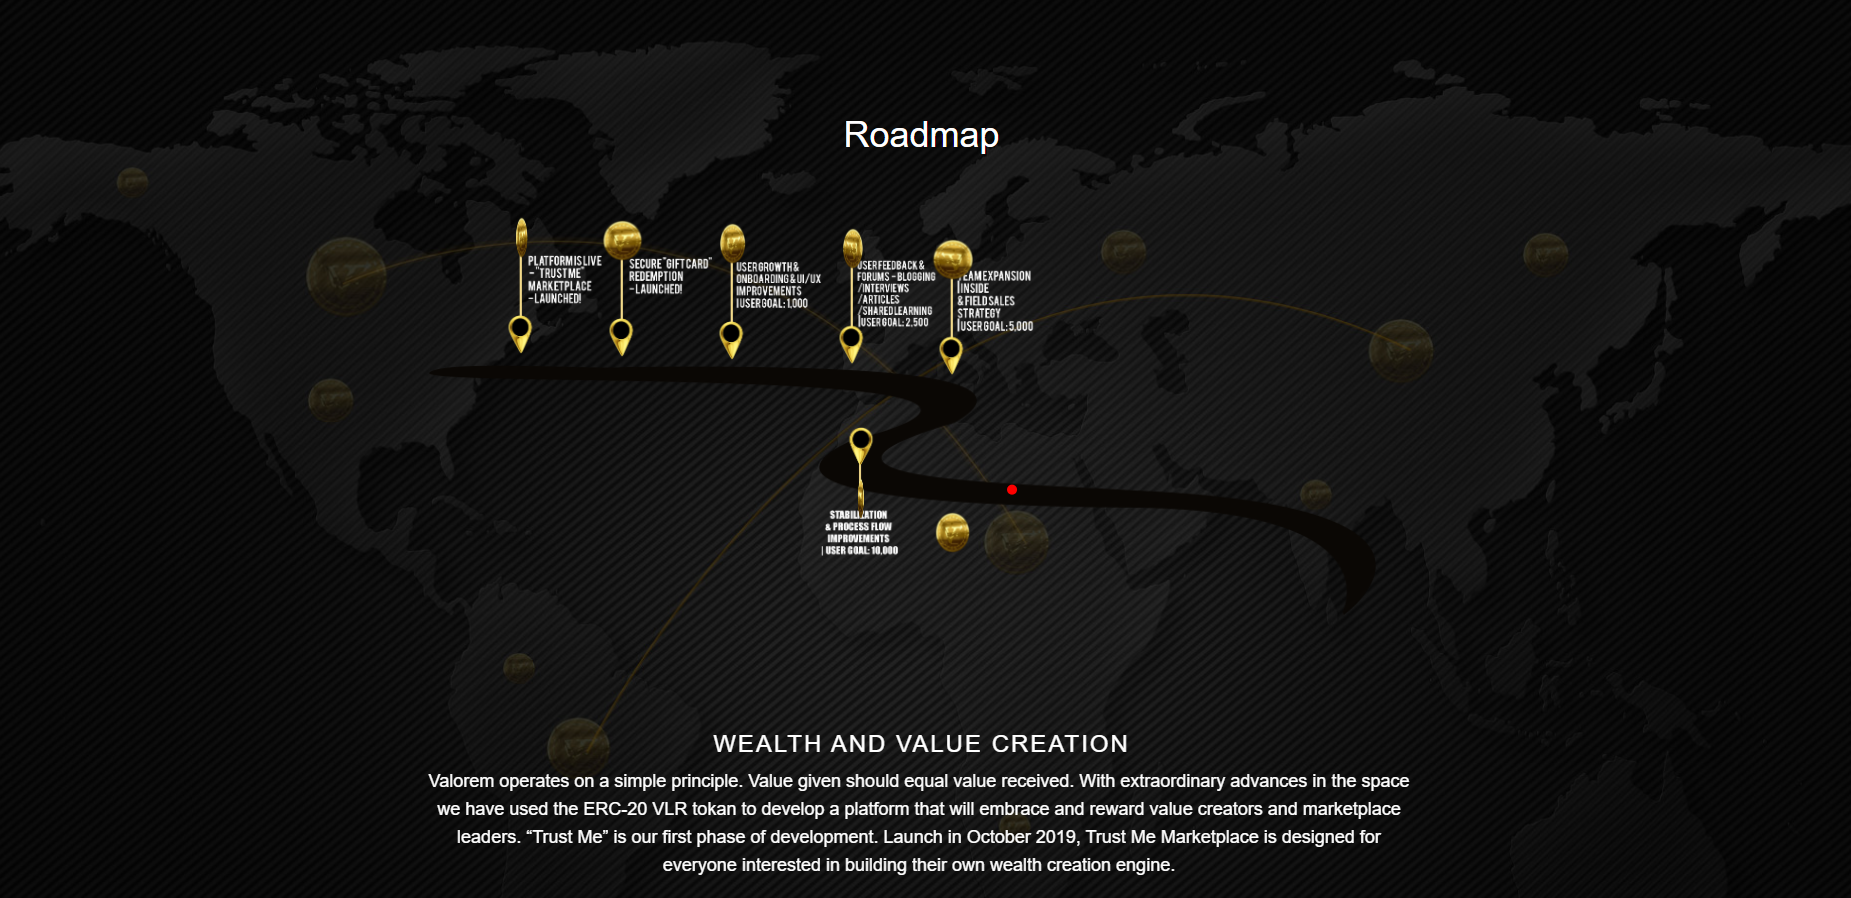 Roadmap
PLATFORM IS LIVE
- "TRUST ME"
MARKETPLACE
- LAUNCHED!
SECURE "GIFT CARD"
REDEMPTION
- LAUNCHED!
USER GROWTH &
ONBOARDING & UI/UX
IMPROVEMENTS
| USER GOAL: 1,000
USER FEEDBACK &
FORUMS - BLOGGING
/INTERVIEWS
/ARTICLES
/SHARED LEARNING
| USER GOAL: 2,500
TEAM EXPANSION
| INSIDE
& FIELD SALES
STRATEGY
| USER GOAL: 5,000
STABILIZATION
& PROCESS FLOW
IMPROVEMENTS
| USER GOAL: 10,000
WEALTH AND VALUE CREATION
Valorem operates on a simple principle. Value given should equal value received. With extraordinary advances in the space
we have used the ERC-20 VLR tokan to develop a platform that will embrace and reward value creators and marketplace
leaders. “Trust Me” is our first phase of development. Launch in October 2019, Trust Me Marketplace is designed for
everyone interested in building their own wealth creation engine.